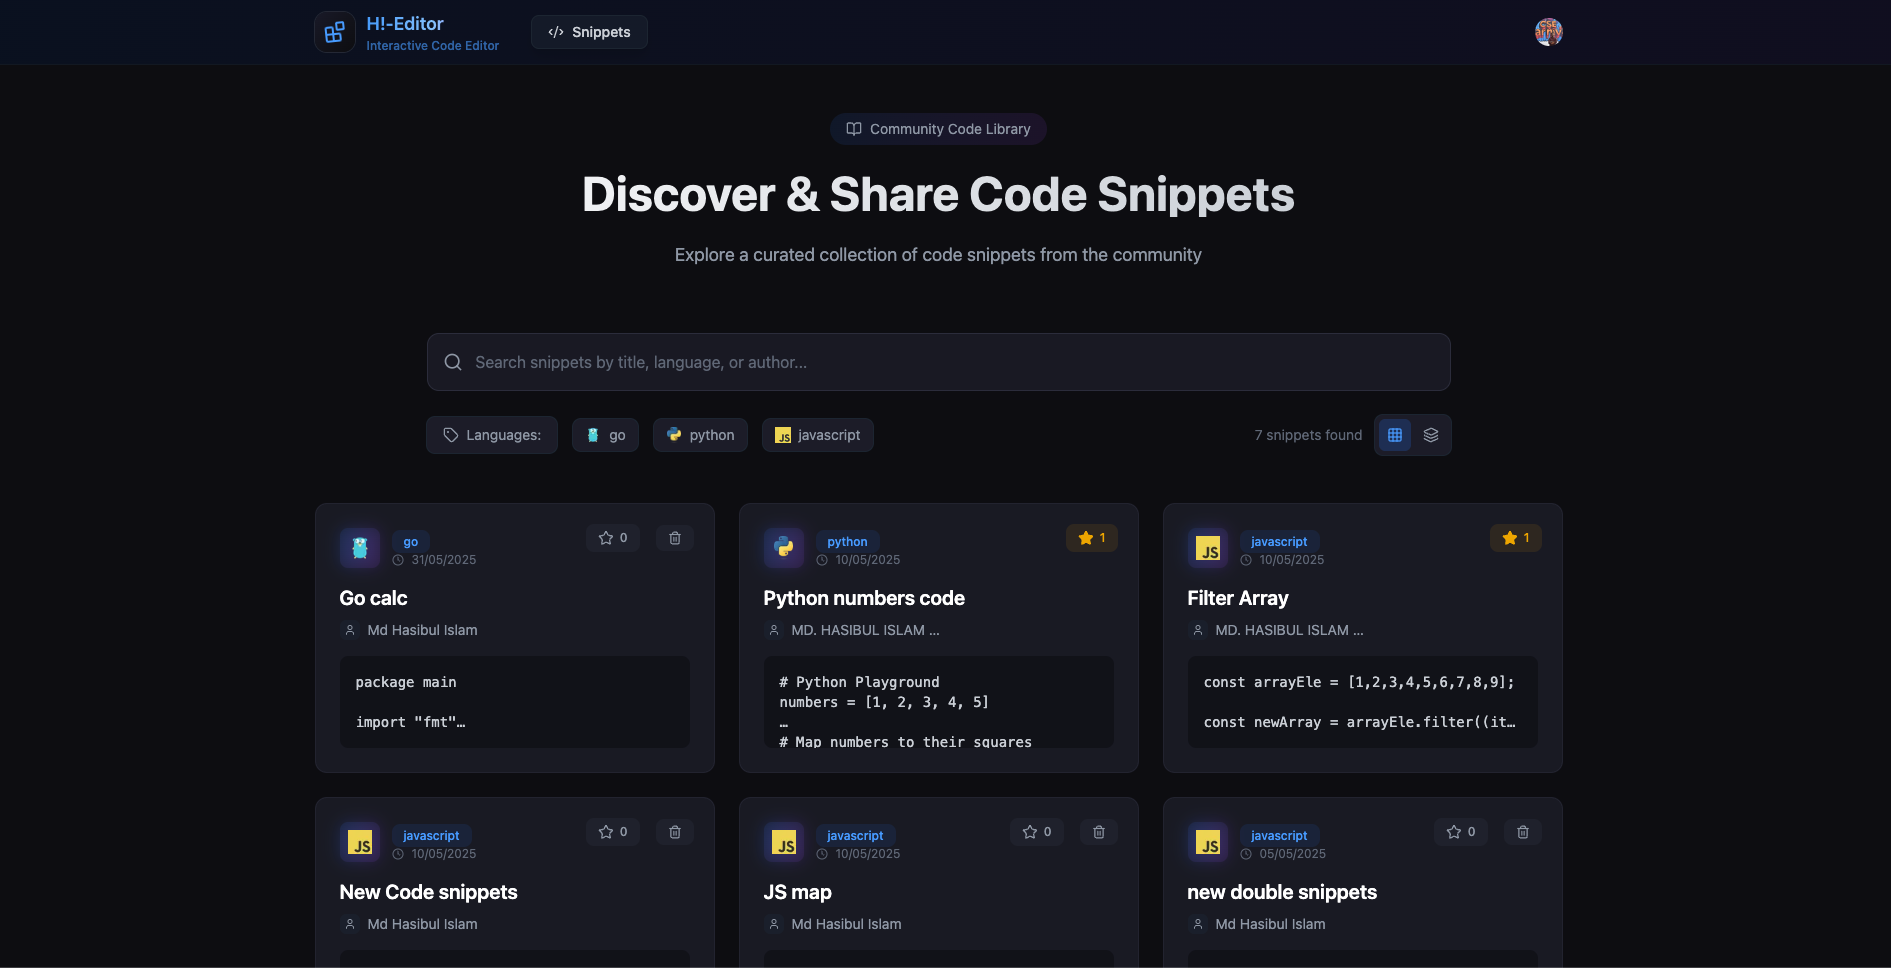 H!-Editor
Interactive Code Editor
Snippets
Community Code Library
Discover & Share Code Snippets
Explore a curated collection of code snippets from the community
Search snippets by title, language, or author...
Languages:
go
python
JS javascript
7 snippets found
go
31/05/2025
0
Go calc
Md Hasibul Islam
package main
import "fmt"…
python
10/05/2025
1
Python numbers code
MD. HASIBUL ISLAM ...
# Python Playground
numbers = [1, 2, 3, 4, 5]
…
# Map numbers to their squares
JS
javascript
10/05/2025
1
Filter Array
MD. HASIBUL ISLAM ...
const arrayEle = [1,2,3,4,5,6,7,8,9];
const newArray = arrayEle.filter((it…
JS
javascript
10/05/2025
0
New Code snippets
Md Hasibul Islam
JS
javascript
10/05/2025
0
JS map
Md Hasibul Islam
JS
javascript
05/05/2025
0
new double snippets
Md Hasibul Islam